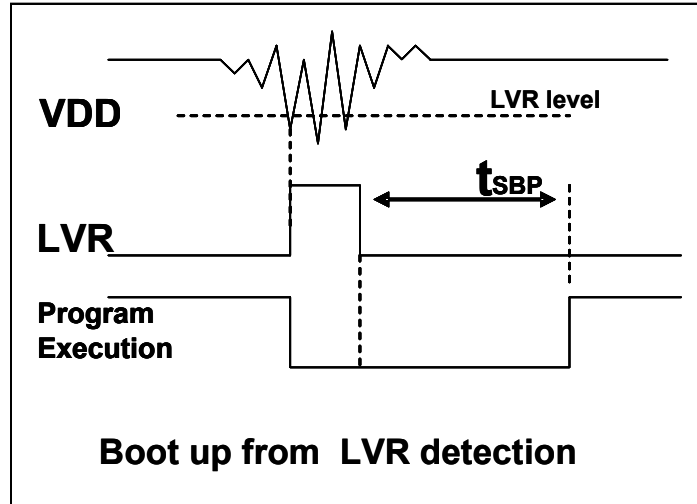 VDD
LVR level
tSBP
LVR
Program
Execution
Boot up from LVR detection